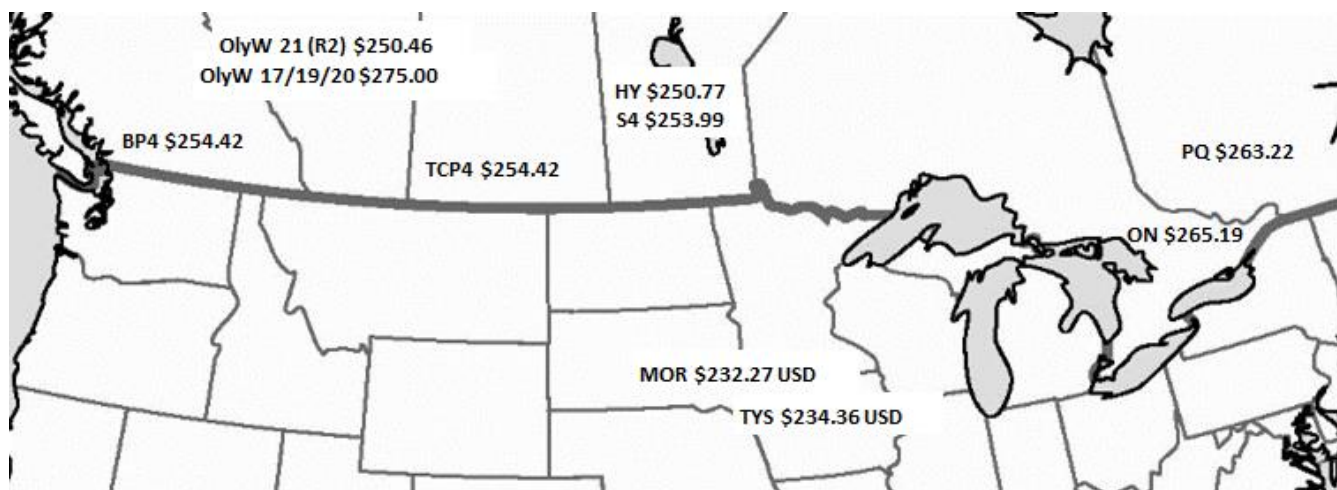 OlyW 21 (R2) $250.46
OlyW 17/19/20 $275.00
HY $250.77
S4 $253.99
BP4 $254.42
TCP4 $254.42
PQ $263.22
ON $265.19
MOR $232.27 USD
TYS $234.36 USD